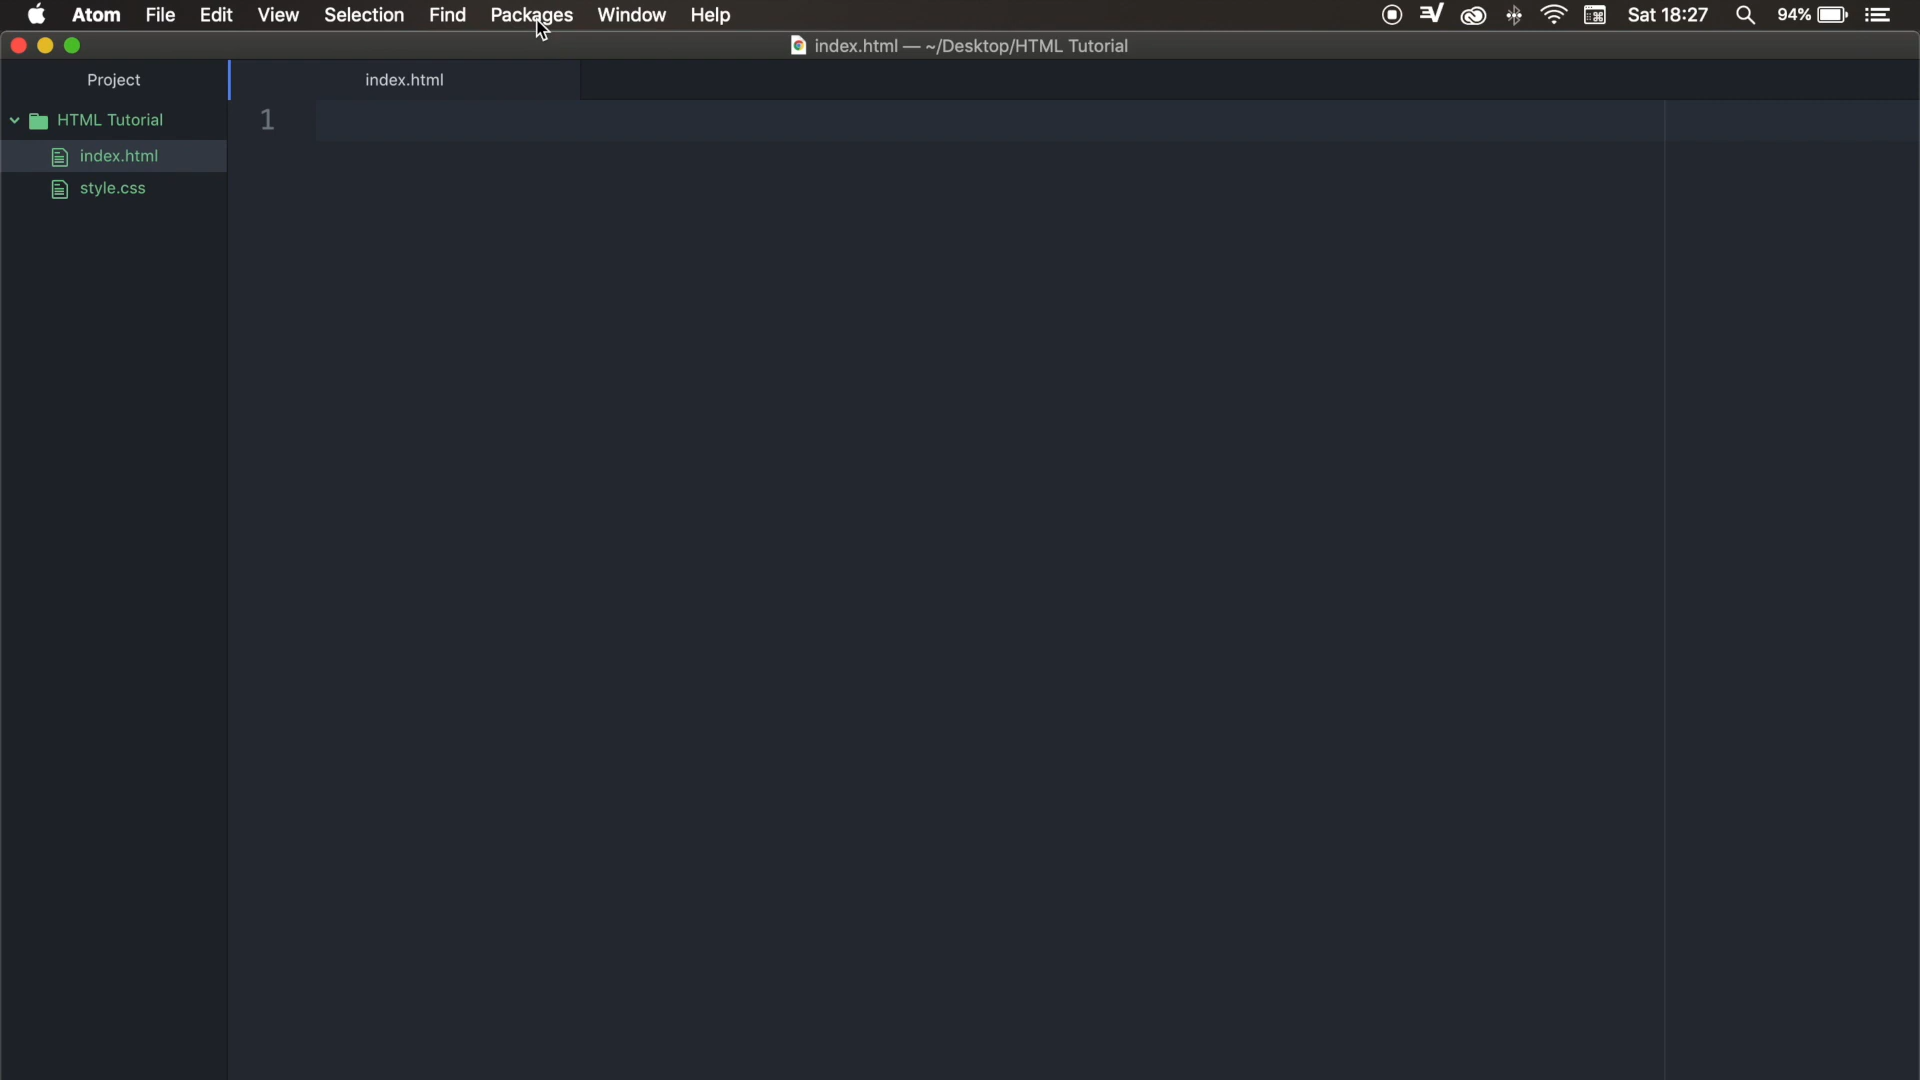 Atom File Edit View Selection Find Packages Window Help Sat 18:27 94%
index.html — ~/Desktop/HTML Tutorial
Project index.html
HTML Tutorial 1
index.html
style.css